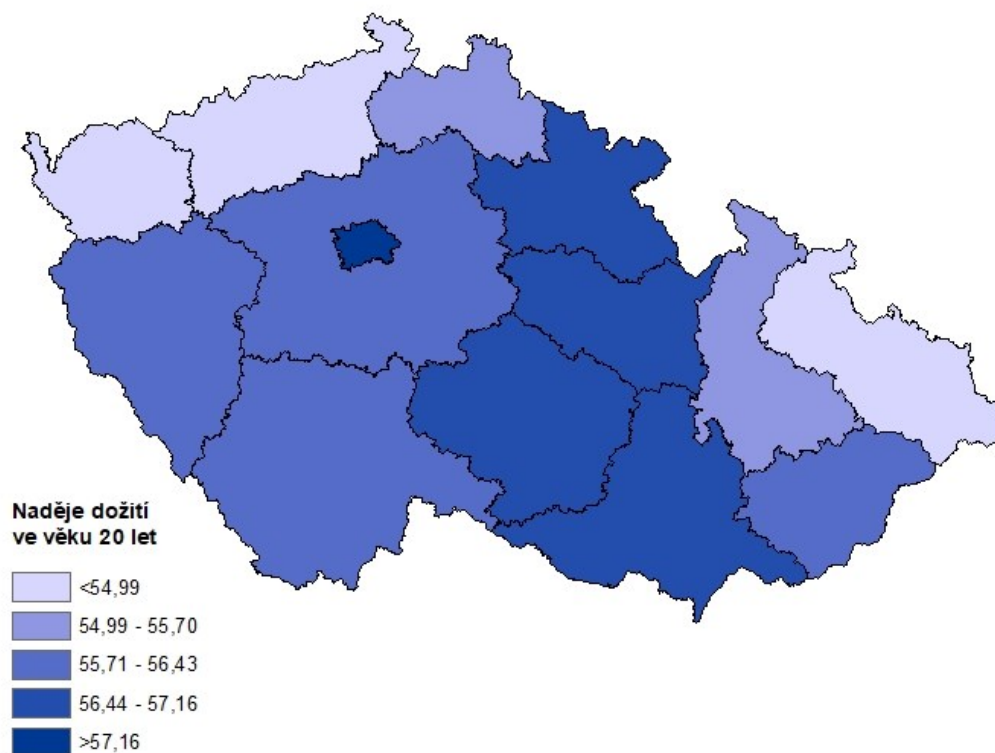 Naděje dožití
ve věku 20 let
<54,99
54,99 - 55,70
55,71 - 56,43
56,44 - 57,16
>57,16